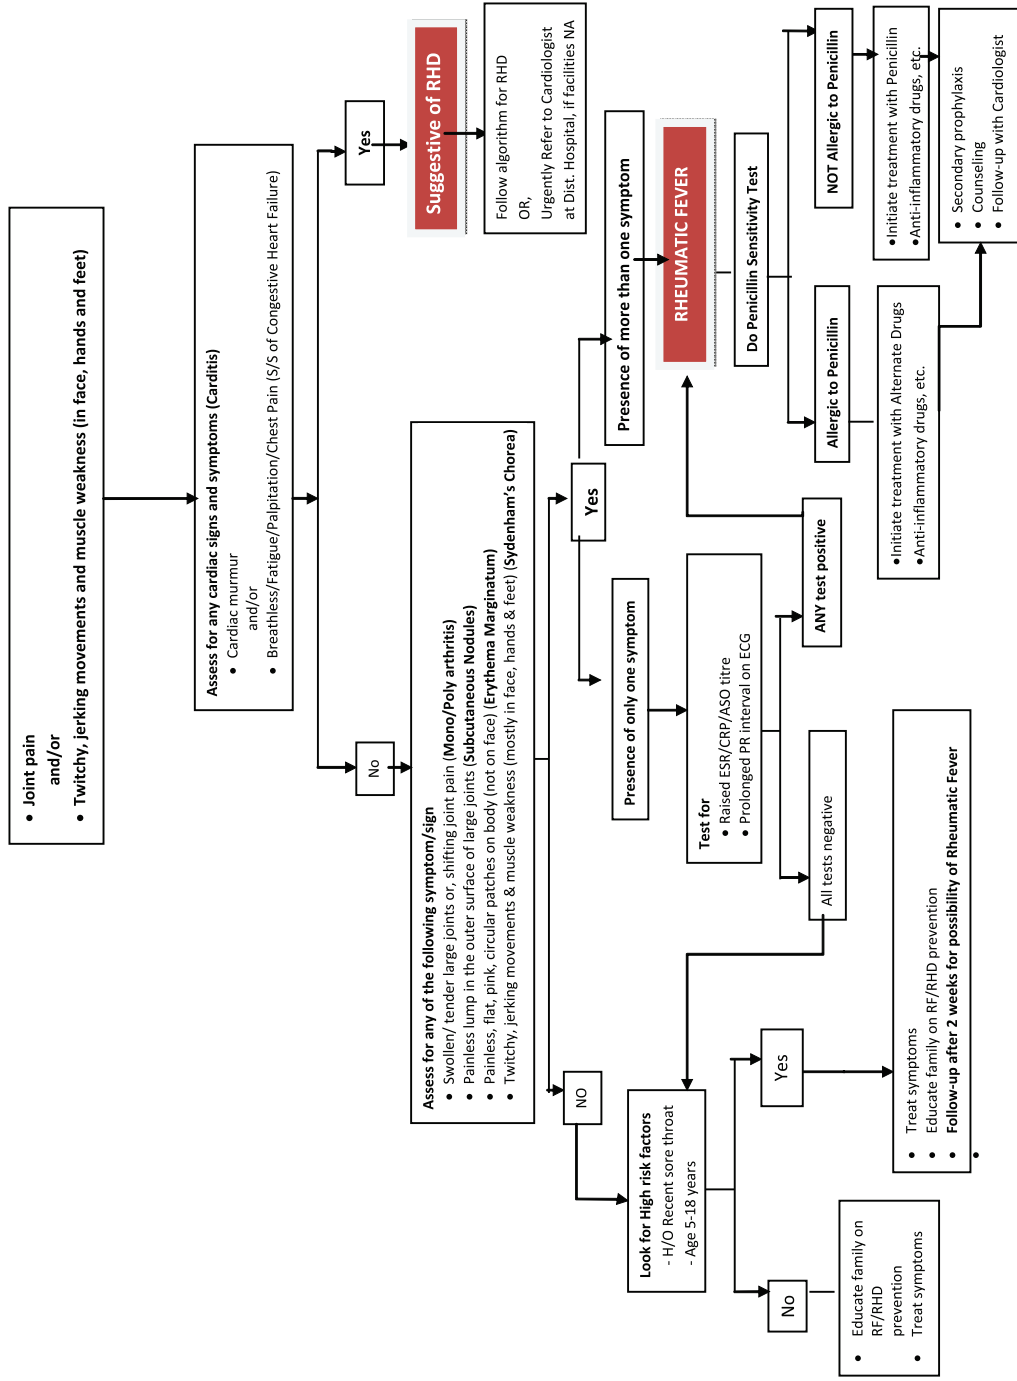 • Joint pain
and/or
• Twitchy, jerking movements and muscle weakness (in face, hands and feet)
Assess for any cardiac signs and symptoms (Carditis)
• Cardiac murmur
and/or
• Breathless/Fatigue/Palpitation/Chest Pain (S/S of Congestive Heart Failure)
No
Yes
Suggestive of RHD
Follow algorithm for RHD
OR,
Urgently Refer to Cardiologist
at Dist. Hospital, if facilities NA
Assess for any of the following symptom/sign
• Swollen/ tender large joints or, shifting joint pain (Mono/Poly arthritis)
• Painless lump in the outer surface of large joints (Subcutaneous Nodules)
• Painless, flat, pink, circular patches on body (not on face) (Erythema Marginatum)
• Twitchy, jerking movements & muscle weakness (mostly in face, hands & feet) (Sydenham's Chorea)
NO
Yes
Presence of only one symptom
Presence of more than one symptom
Look for High risk factors
- H/O Recent sore throat
- Age 5-18 years
Test for
• Raised ESR/CRP/ASO titre
• Prolonged PR interval on ECG
RHEUMATIC FEVER
Do Penicillin Sensitivity Test
No
Yes
All tests negative
ANY test positive
Allergic to Penicillin
NOT Allergic to Penicillin
• Educate family on
RF/RHD
prevention
• Treat symptoms
• Treat symptoms
• Educate family on RF/RHD prevention
• Follow-up after 2 weeks for possibility of Rheumatic Fever
•
•Initiate treatment with Alternate Drugs
•Anti-inflammatory drugs, etc.
•Initiate treatment with Penicillin
•Anti-inflammatory drugs, etc.
• Secondary prophylaxis
• Counseling
• Follow-up with Cardiologist